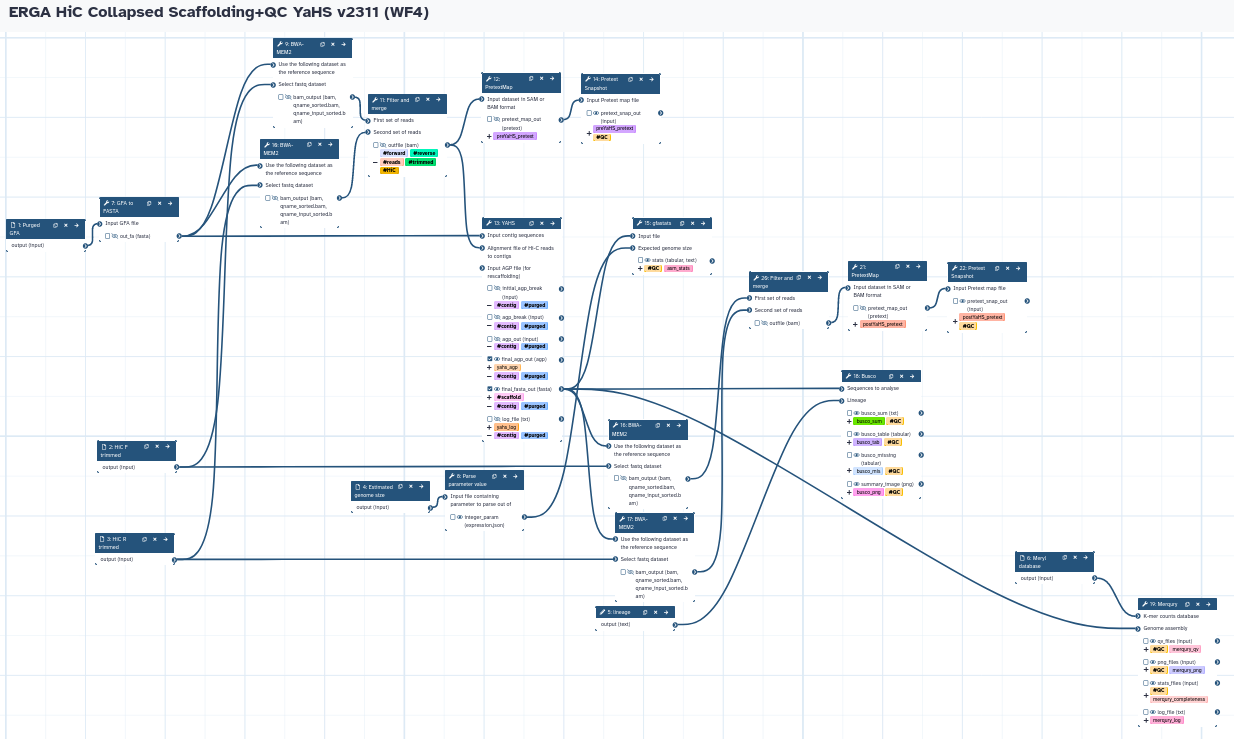 ERGA HiC Collapsed Scaffolding+QC YaHS v2311 (WF4)
1: Purged
GFA
output (input)
7: GFA to
FASTA
Input GFA file
out_fa (fasta)
2: HiC F
trimmed
output (input)
3: HiC R
trimmed
output (input)
9: BWA-
MEM2
Use the following dataset as
the reference sequence
Select fastq dataset
bam_output (bam,
qname_sorted.bam,
qname_input_sorted.b
am)
BWA-
MEM2
Use the following dataset as
the reference sequence
Select fastq dataset
bam_output (bam,
qname_sorted.bam,
qname_input_sorted.b
am)
11: Filter and
merge
First set of reads
Second set of reads
outfile (bam)
#forward #reverse
#reads #trimmed
#HiC
12:
PretextMap
Input dataset in SAM or
BAM format
pretext_map_out
(pretext)
preYaHS_pretext
14: Pretext
Snapshot
Input Pretext map file
pretext_snap_out
(input)
preYaHS_pretext
#QC
13: YAHS
Input contig sequences
Alignment file of Hi-C reads
to contigs
Input AGP file (for
rescaffolding)
initial_agp_break
(input)
#contig #purged
agp_break (input)
#contig #purged
agp_out (input)
#contig #purged
final_agp_out (agp)
yahs_agp
#contig #purged
final_fasta_out (fasta)
#scaffold
#contig #purged
log_file (txt)
yahs_log
#contig #purged
15: gfastats
Input file
Expected genome size
stats (tabular, text)
#QC asm_stats
4: Estimated
genome size
output (input)
8: Parse
parameter value
Input file containing
parameter to parse out of
integer_param
(expression.json)
16: BWA-
MEM2
Use the following dataset as
the reference sequence
Select fastq dataset
bam_output (bam,
qname_sorted.bam,
qname_input_sorted.b
am)
17: BWA-
MEM2
Use the following dataset as
the reference sequence
Select fastq dataset
bam_output (bam,
qname_sorted.bam,
qname_input_sorted.b
am)
5: lineage
output (text)
20: Filter and
merge
First set of reads
Second set of reads
outfile (bam)
21:
PretextMap
Input dataset in SAM or
BAM format
pretext_map_out
(pretext)
postYaHS_pretext
22: Pretext
Snapshot
Input Pretext map file
pretext_snap_out
(input)
postYaHS_pretext
#QC
18: Busco
Sequences to analyse
Lineage
busco_sum (txt)
busco_sum #QC
busco_table (tabular)
busco_tab #QC
busco_missing
(tabular)
busco_mis #QC
summary_image (png)
busco_png #QC
6: Meryl
database
output (input)
19: Merqury
K-mer counts database
Genome assembly
qv_files (input)
#QC merqury_qv
png_files (input)
#QC merqury_png
stats_files (input)
#QC
merqury_completeness
log_file (txt)
merqury_log